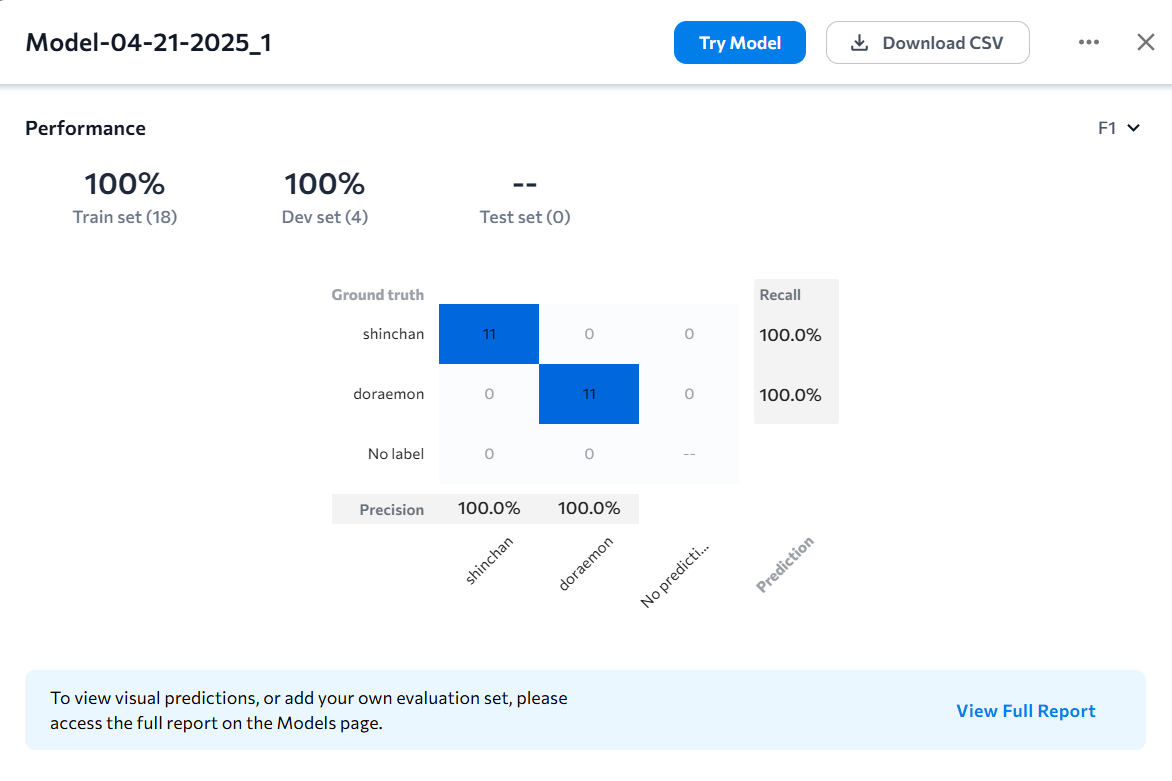 Model-04-21-2025_1
Try Model
Download CSV
Performance
F1
100%
100%
--
Train set (18)
Dev set (4)
Test set (0)
Ground truth
Recall
shinchan
11
0
0
100.0%
doraemon
0
11
0
100.0%
No label
0
0
--
Precision
100.0%
100.0%
shinchan
doraemon
No predicti...
Prediction
To view visual predictions, or add your own evaluation set, please
access the full report on the Models page.
View Full Report